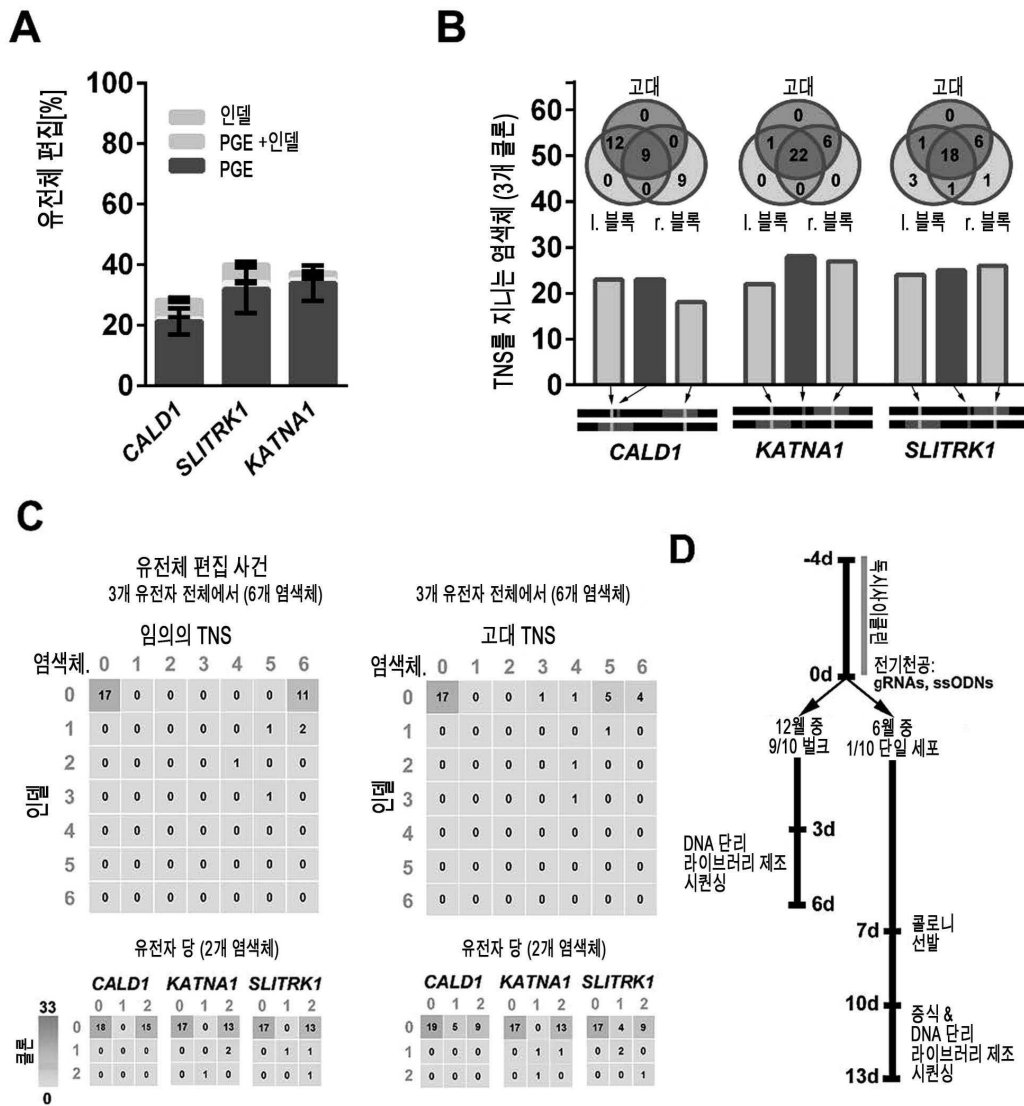 A
유전체 편집[%]
100
80
60
40
20
0
인델
PGE +인델
PGE
CALD1
SLITRK1
KATNA1
B
TNS를 지니는 염색체 (3개 클론)
60
50
40
30
20
10
0
고대
0
12
0
9
0
0
9
l. 블록 r. 블록
고대
0
1
6
22
0
0
0
l. 블록 r. 블록
고대
0
1
6
18
3
1
1
l. 블록 r. 블록
CALD1
KATNA1
SLITRK1
C
유전체 편집 사건
3개 유전자 전체에서 (6개 염색체)
임의의 TNS
염색체. 0 1 2 3 4 5 6
인델
0 17 0 0 0 0 0 11
1 0 0 0 0 0 1 2
2 0 0 0 0 1 0 0
3 0 0 0 0 0 1 0
4 0 0 0 0 0 0 0
5 0 0 0 0 0 0 0
6 0 0 0 0 0 0 0
3개 유전자 전체에서 (6개 염색체)
고대 TNS
염색체. 0 1 2 3 4 5 6
인델
0 17 0 0 1 1 5 4
1 0 0 0 0 0 1 0
2 0 0 0 0 1 0 0
3 0 0 0 0 1 0 0
4 0 0 0 0 0 0 0
5 0 0 0 0 0 0 0
6 0 0 0 0 0 0 0
유전자 당 (2개 염색체)
CALD1 KATNA1 SLITRK1
0 1 2 0 1 2 0 1 2
0 18 0 15 17 0 13 17 0 13
1 0 0 0 0 0 2 0 1 1
2 0 0 0 0 1 0 0 0 1
33
클론
0
유전자 당 (2개 염색체)
CALD1 KATNA1 SLITRK1
0 1 2 0 1 2 0 1 2
0 19 5 9 17 0 13 17 4 9
1 0 0 0 0 1 1 0 2 0
2 0 0 0 0 1 0 0 0 1
D
-4d
독시사이클린
0d
전기천공:
gRNAs, ssODNs
12웰 중
9/10 벌크
6웰 중
1/10 단일 세포
3d
DNA 단리
라이브러리 제조
시퀀싱
6d
7d
콜로니
선발
10d
증식 &
DNA 단리
라이브러리 제조
시퀀싱
13d